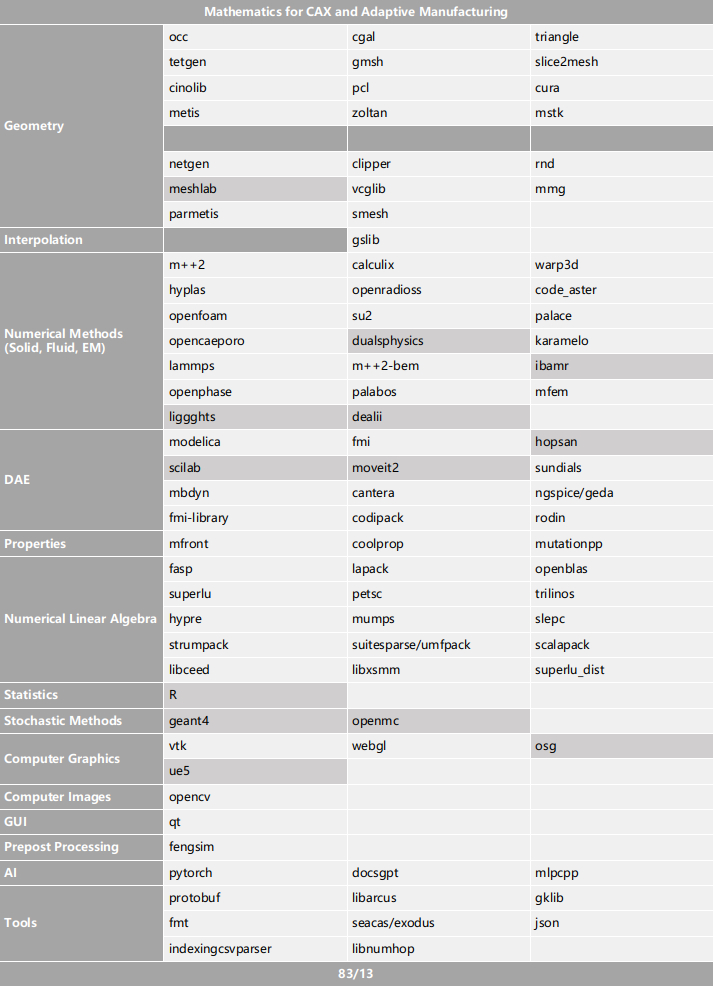 Mathematics for CAX and Adaptive Manufacturing
Geometry
occ cgal triangle
tetgen gmsh slice2mesh
cinolib pcl cura
metis zoltan mstk
netgen clipper rnd
meshlab vcglib mmg
parmetis smesh
Interpolation gslib
Numerical Methods
(Solid, Fluid, EM)
m++2 calculix warp3d
hyplas openradioss code_aster
openfoam su2 palace
opencaeporo dualsphysics karamelo
lammps m++2-bem ibamr
openphase palabos mfem
liggghts dealii
DAE
modelica fmi hopsan
scilab moveit2 sundials
mbdyn cantera ngspice/geda
fmi-library codipack rodin
Properties mfront coolprop mutationpp
Numerical Linear Algebra
fasp lapack openblas
superlu petsc trilinos
hypre mumps slepc
strumpack suitesparse/umfpack scalapack
libceed libxsmm superlu_dist
Statistics R
Stochastic Methods geant4 openmc
Computer Graphics
vtk webgl osg
ue5
Computer Images opencv
GUI qt
Prepost Processing fengsim
AI pytorch docsgpt mlpcpp
Tools
protobuf libarcus gklib
fmt seacas/exodus json
indexingcsvparser libnumhop
83/13